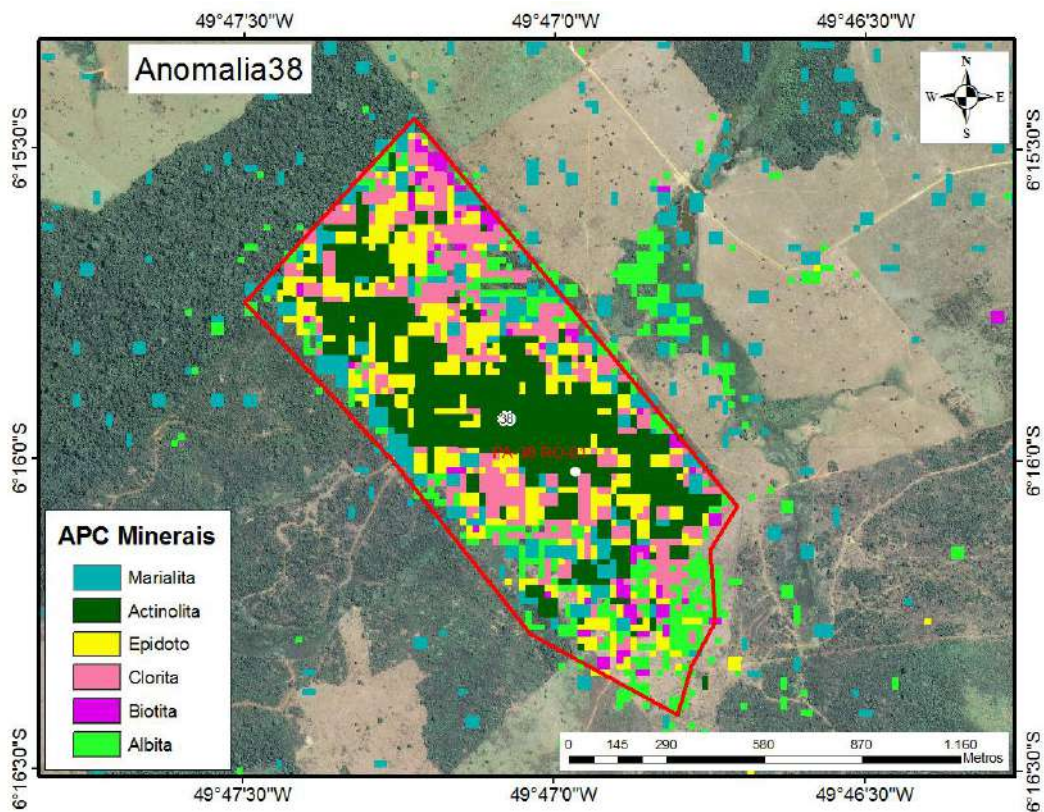 49°47'30"W 49°47'0"W 49°46'30"W
Anomalia38
N
W E
S
6°15'30"S 6°15'30"S
38
6°16'0"S 6°16'0"S
APC Minerais
Marialita
Actinolita
Epidoto
Clorita
Biotita
Albita
0 145 290 580 870 1.160
Metros
6°16'30"S 6°16'30"S
49°47'30"W 49°47'0"W 49°46'30"W